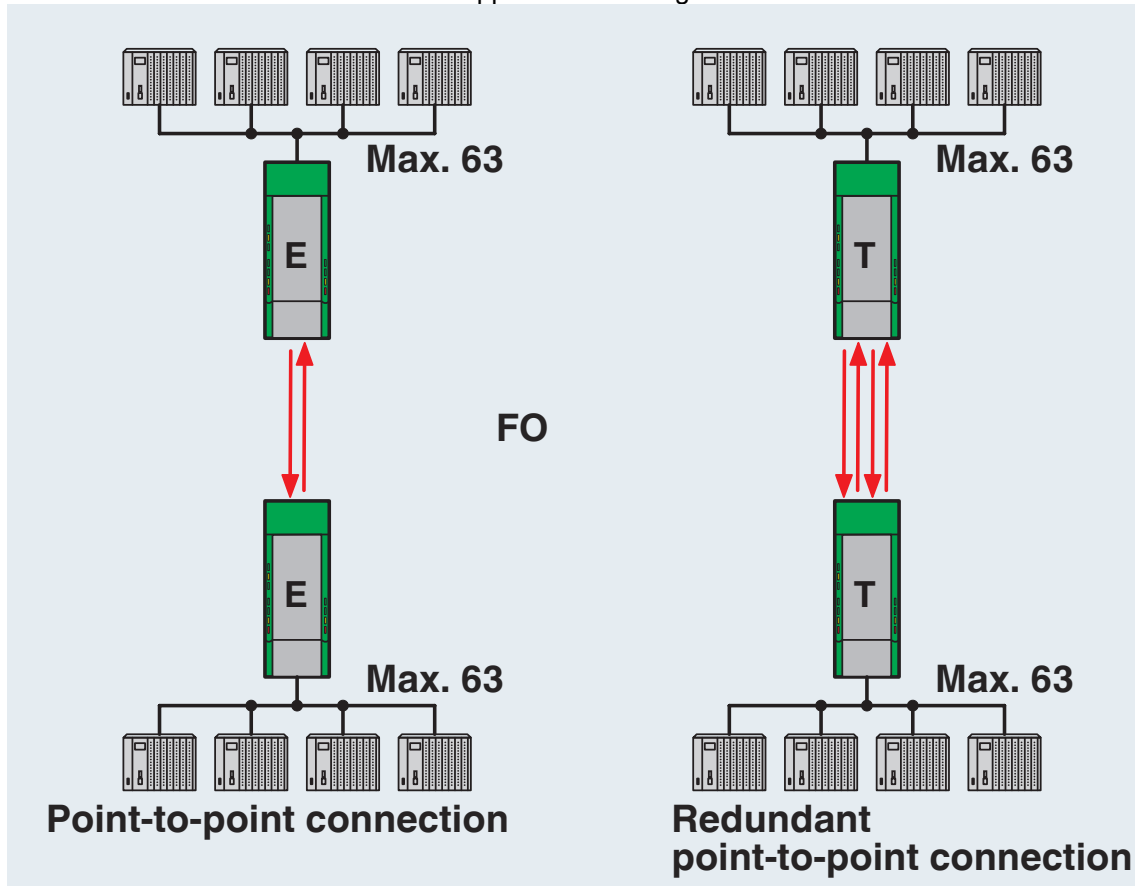 Max. 63
Max. 63
E
T
FO
E
T
Max. 63
Max. 63
Point-to-point connection
Redundant
point-to-point connection